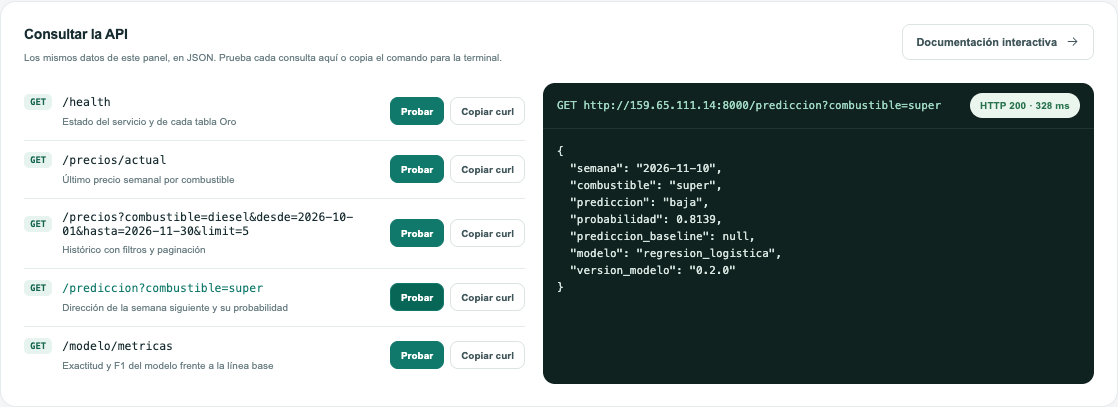 Consultar la API
Los mismos datos de este panel, en JSON. Prueba cada consulta aquí o copia el comando para la terminal.
Documentación interactiva →
GET /health
Estado del servicio y de cada tabla Oro
Probar
Copiar curl
GET /precios/actual
Último precio semanal por combustible
Probar
Copiar curl
GET /precios?combustible=diesel&desde=2026-10-
01&hasta=2026-11-30&limit=5
Histórico con filtros y paginación
Probar
Copiar curl
GET /prediccion?combustible=super
Dirección de la semana siguiente y su probabilidad
Probar
Copiar curl
GET /modelo/metricas
Exactitud y F1 del modelo frente a la línea base
Probar
Copiar curl
GET http://159.65.111.14:8000/prediccion?combustible=super
HTTP 200 · 328 ms
{
  "semana": "2026-11-10",
  "combustible": "super",
  "prediccion": "baja",
  "probabilidad": 0.8139,
  "prediccion_baseline": null,
  "modelo": "regresion_logistica",
  "version_modelo": "0.2.0"
}